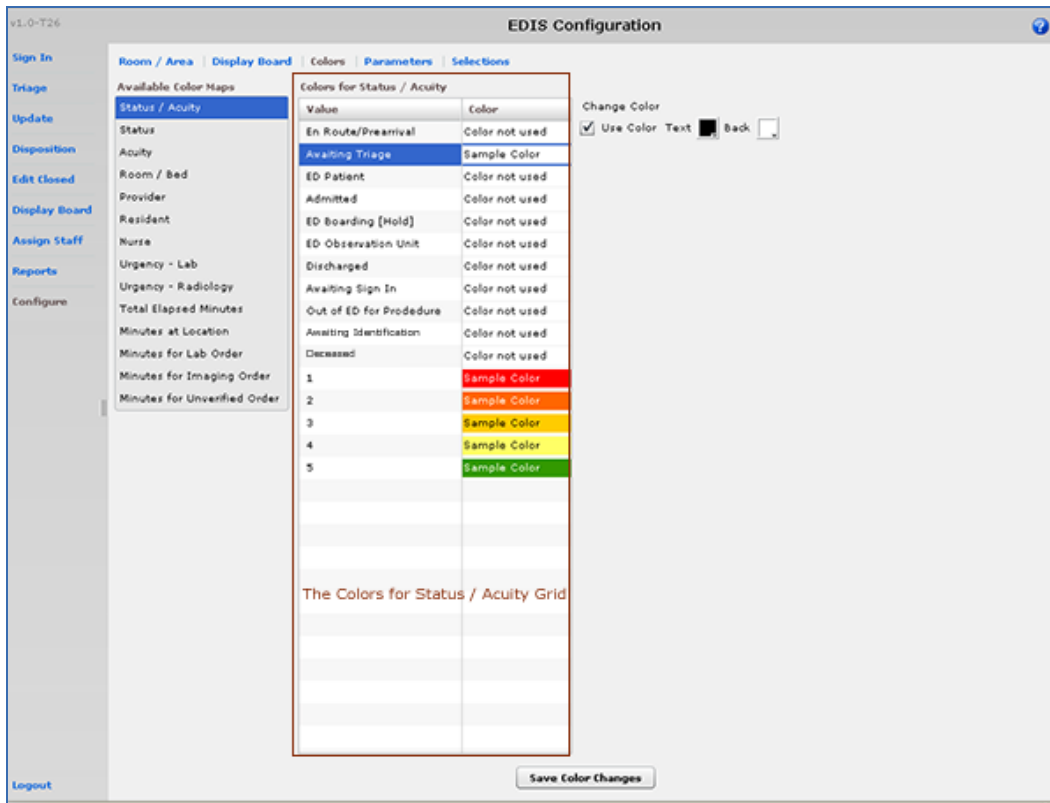 v1.0-T26
EDIS Configuration
?
Sign In
Triage
Update
Disposition
Edit Closed
Display Board
Assign Staff
Reports
Configure
Logout
Room / Area | Display Board | Colors | Parameters | Selections
Available Color Maps
Status / Acuity
Status
Acuity
Room / Bed
Provider
Resident
Nurse
Urgency - Lab
Urgency - Radiology
Total Elapsed Minutes
Minutes at Location
Minutes for Lab Order
Minutes for Imaging Order
Minutes for Unverified Order
Colors for Status / Acuity
Value Color
En Route/Prearrival Color not used
Awaiting Triage Sample Color
ED Patient Color not used
Admitted Color not used
ED Boarding [Hold] Color not used
ED Observation Unit Color not used
Discharged Color not used
Awaiting Sign In Color not used
Out of ED for Prodedure Color not used
Awaiting Identification Color not used
Deceased Color not used
1 Sample Color
2 Sample Color
3 Sample Color
4 Sample Color
5 Sample Color
The Colors for Status / Acuity Grid
Change Color
Use Color Text Back
Save Color Changes